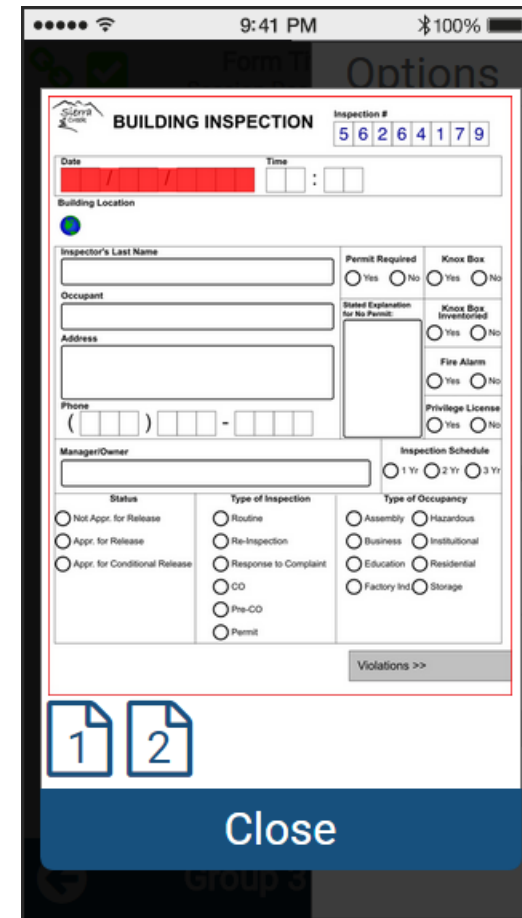 9:41 PM 100%
Form Ti
Options
Sierra
Creek
BUILDING INSPECTION
Inspection #
5 6 2 6 4 1 7 9
Date Time
/ / :
Building Location
Inspector's Last Name
Permit Required Knox Box
Yes No Yes No
Occupant
Stated Explanation
for No Permit:
Knox Box
Inventoried
Yes No
Address
Fire Alarm
Yes No
Phone
( ) -
Privilege License
Yes No
Manager/Owner
Inspection Schedule
1 Yr 2 Yr 3 Yr
Status Type of Inspection Type of Occupancy
Not Appr. for Release Routine Assembly Hazardous
Appr. for Release Re-Inspection Business Instituitional
Appr. for Conditional Release Response to Complaint Education Residential
CO Factory Ind. Storage
Pre-CO
Permit
Violations >>
1 2
Close
Group 3